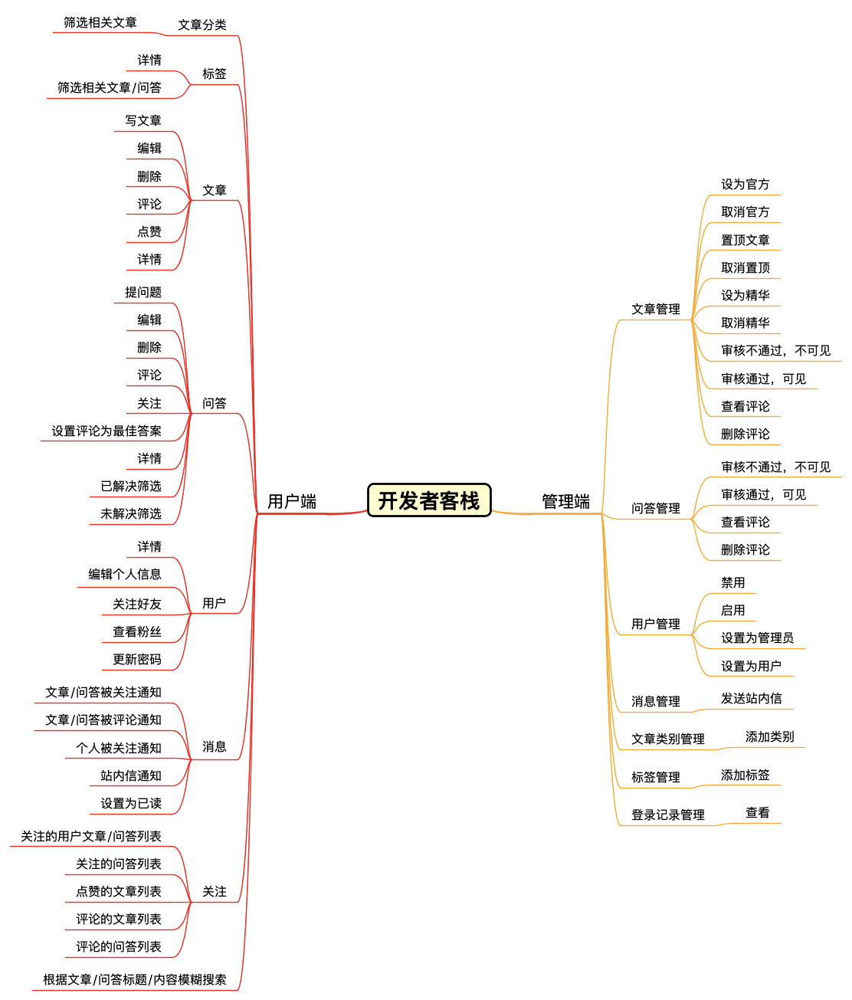 开发者客栈
用户端
文章分类
筛选相关文章
标签
详情
筛选相关文章/问答
文章
写文章
编辑
删除
评论
点赞
详情
问答
提问题
编辑
删除
评论
关注
设置评论为最佳答案
详情
已解决筛选
未解决筛选
用户
详情
编辑个人信息
关注好友
查看粉丝
更新密码
消息
文章/问答被关注通知
文章/问答被评论通知
个人被关注通知
站内信通知
设置为已读
关注
关注的用户文章/问答列表
关注的问答列表
点赞的文章列表
评论的文章列表
评论的问答列表
根据文章/问答标题/内容模糊搜索
管理端
文章管理
设为官方
取消官方
置顶文章
取消置顶
设为精华
取消精华
审核不通过，不可见
审核通过，可见
查看评论
删除评论
问答管理
审核不通过，不可见
审核通过，可见
查看评论
删除评论
用户管理
禁用
启用
设置为管理员
设置为用户
消息管理
发送站内信
文章类别管理
添加类别
标签管理
添加标签
登录记录管理
查看